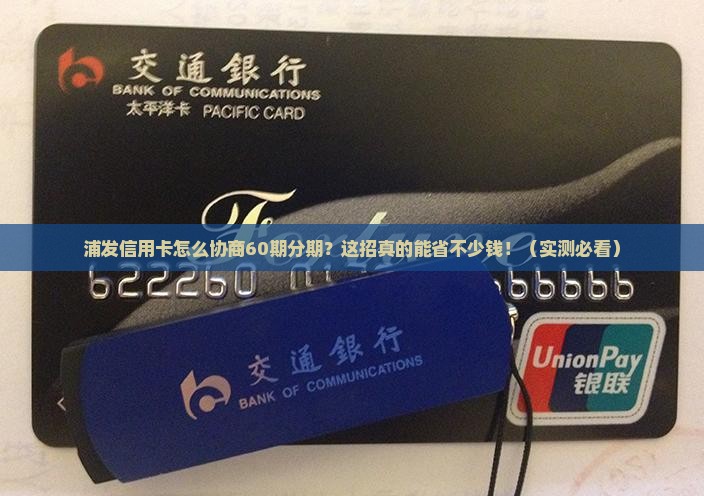 交通銀行
BANK OF COMMUNICATIONS
太平洋卡 PACIFIC CARD
浦发信用卡怎么协商60期分期？这招真的能省不少钱！（实测必看）
UnionPay
银联
交通銀行
BANK OF COMMUNICATIONS